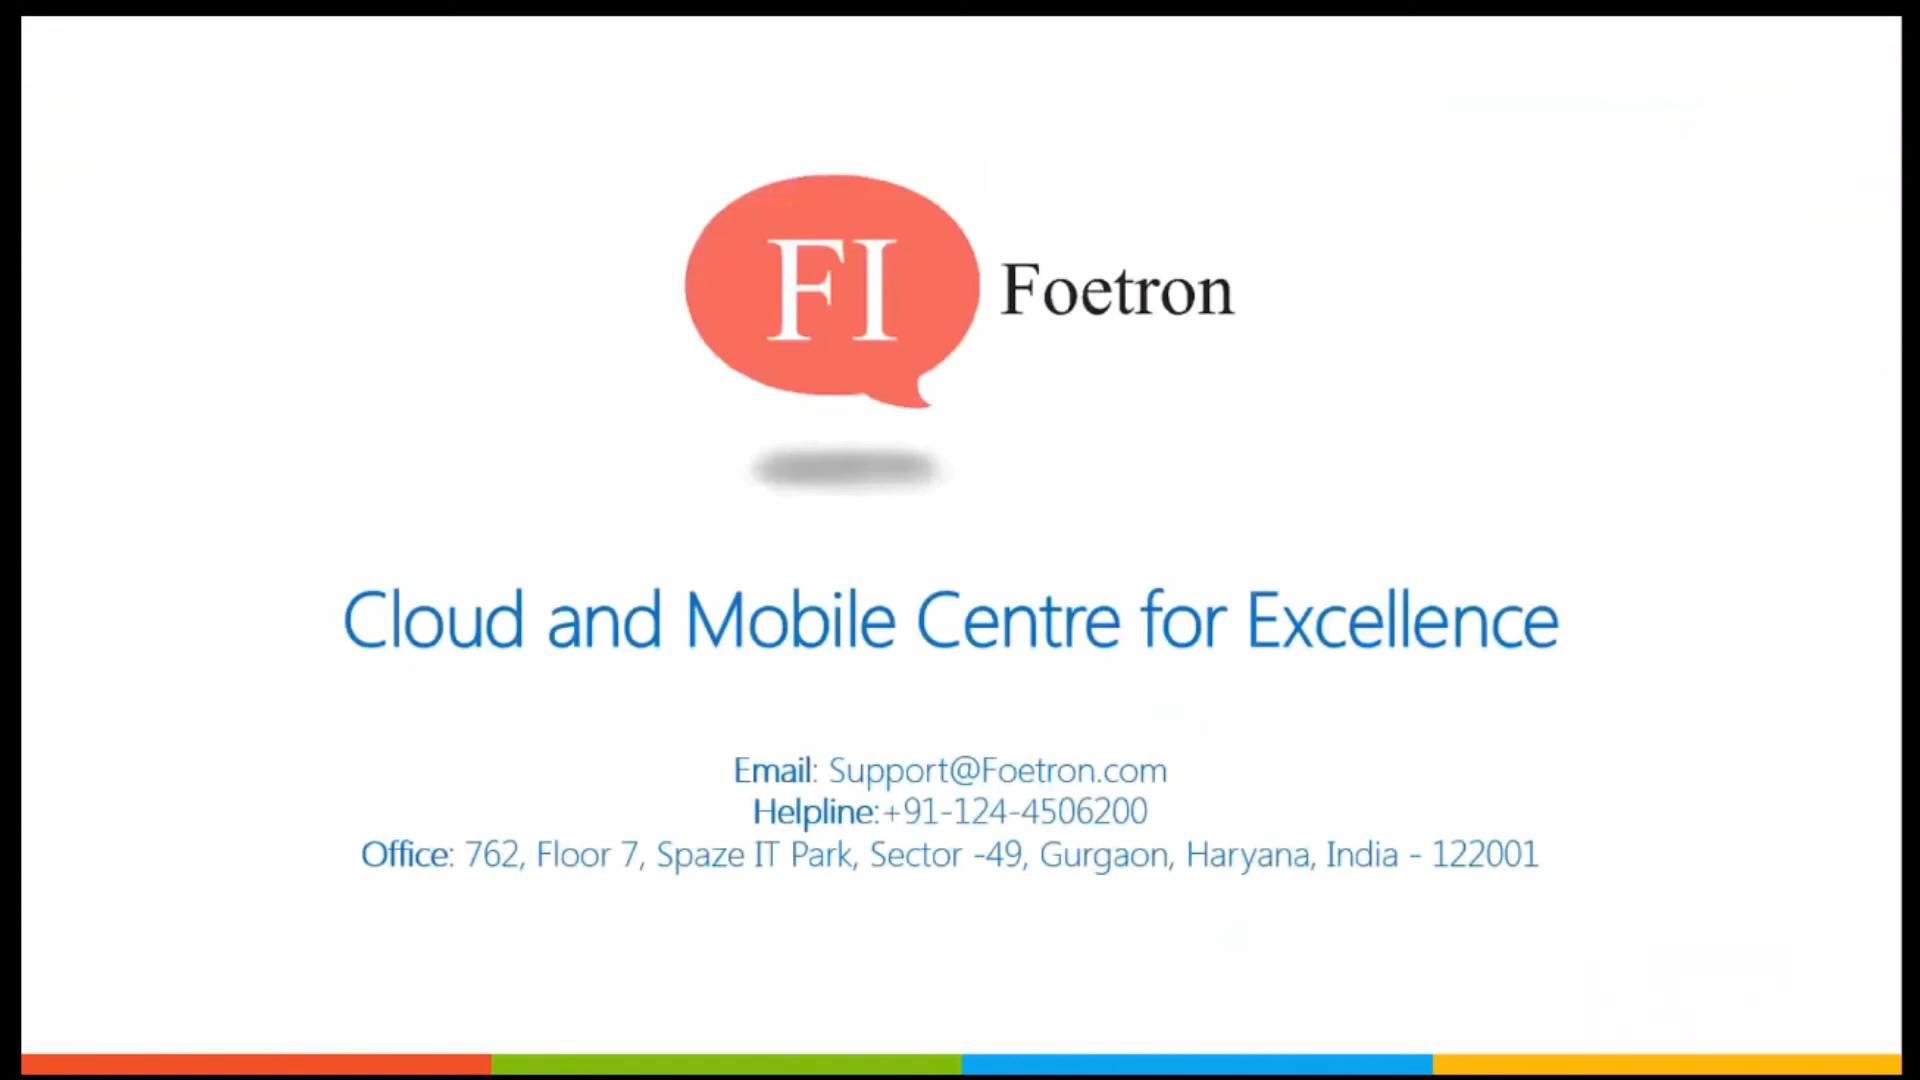 FI
Foetron
Cloud and Mobile Centre for Excellence
Email: Support@Foetron.com
Helpline:+91-124-4506200
Office: 762, Floor 7, Spaze IT Park, Sector -49, Gurgaon, Haryana, India - 122001